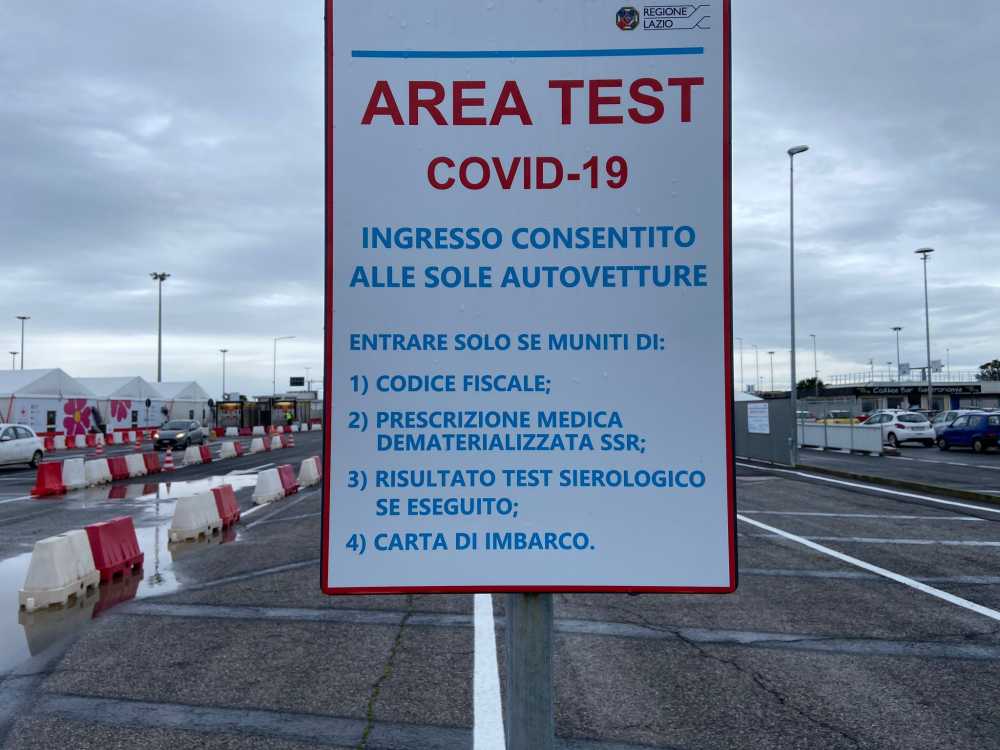 REGIONE
LAZIO
AREA TEST
COVID-19
INGRESSO CONSENTITO
ALLE SOLE AUTOVETTURE
ENTRARE SOLO SE MUNITI DI:
1) CODICE FISCALE;
2) PRESCRIZIONE MEDICA
DEMATERIALIZZATA SSR;
3) RISULTATO TEST SIEROLOGICO
SE ESEGUITO;
4) CARTA DI IMBARCO.